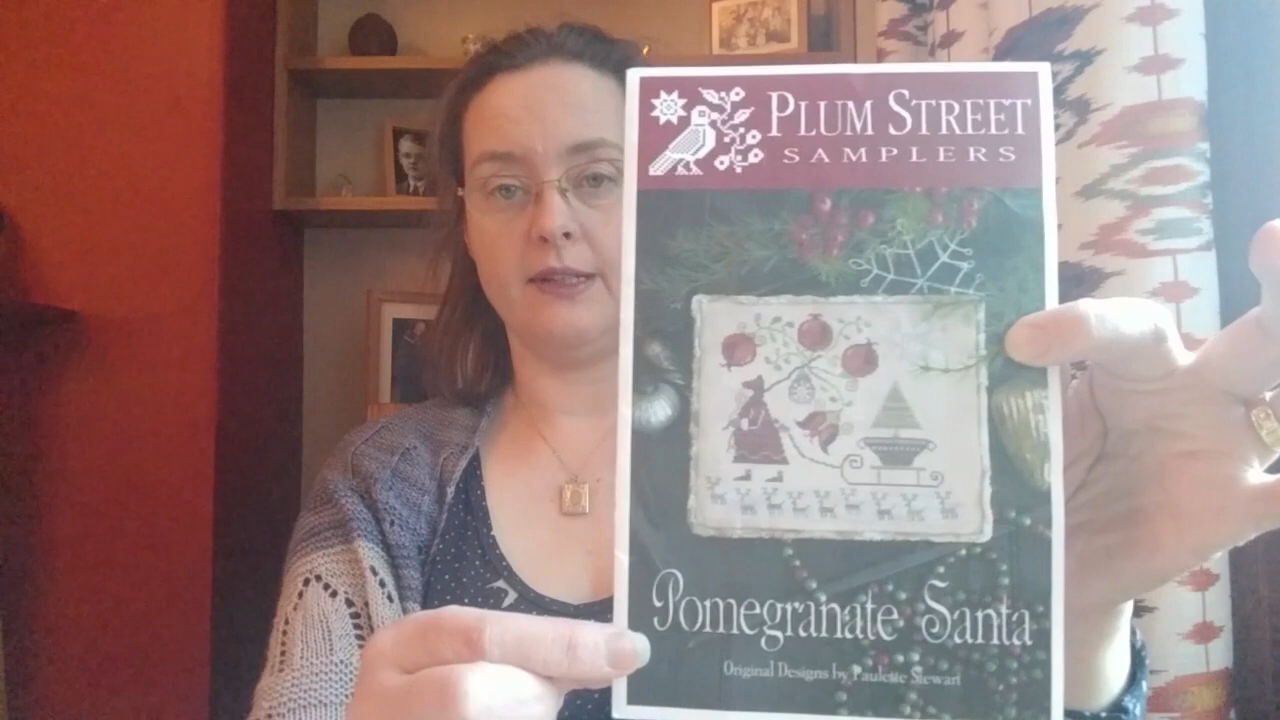 PLUM STREET
SAMPLERS
Pomegranate Santa
Original Designs by Paulette Stewart